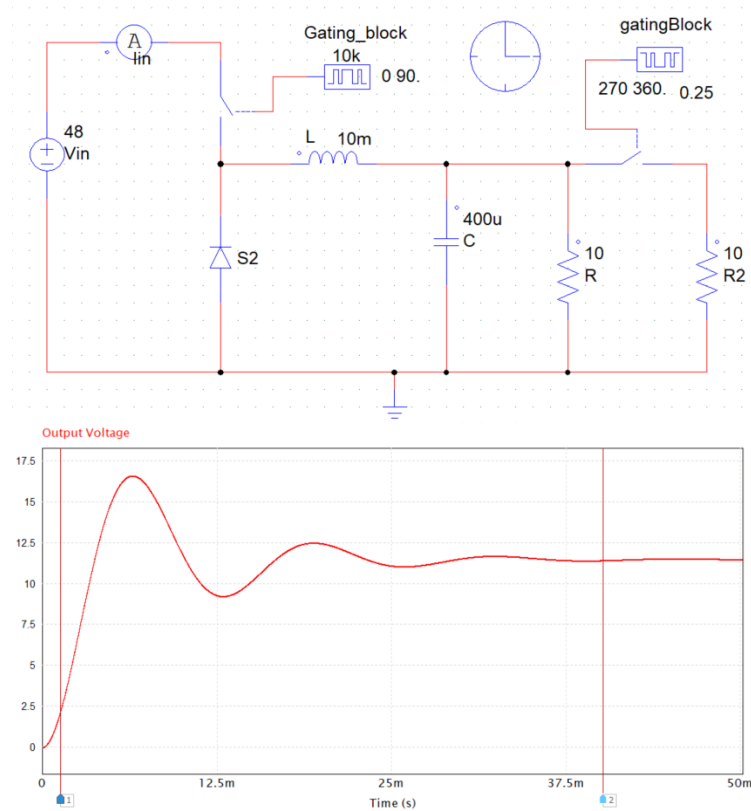 Gating_block
gatingBlock
10k
A
Iin
0 90.
270 360.
0.25
48
Vin
L
10m
400u
C
S2
10
R
10
R2
Output Voltage
17.5
15
12.5
10
7.5
5
2.5
0
0
12.5m
25m
37.5m
50m
1
2
Time (s)